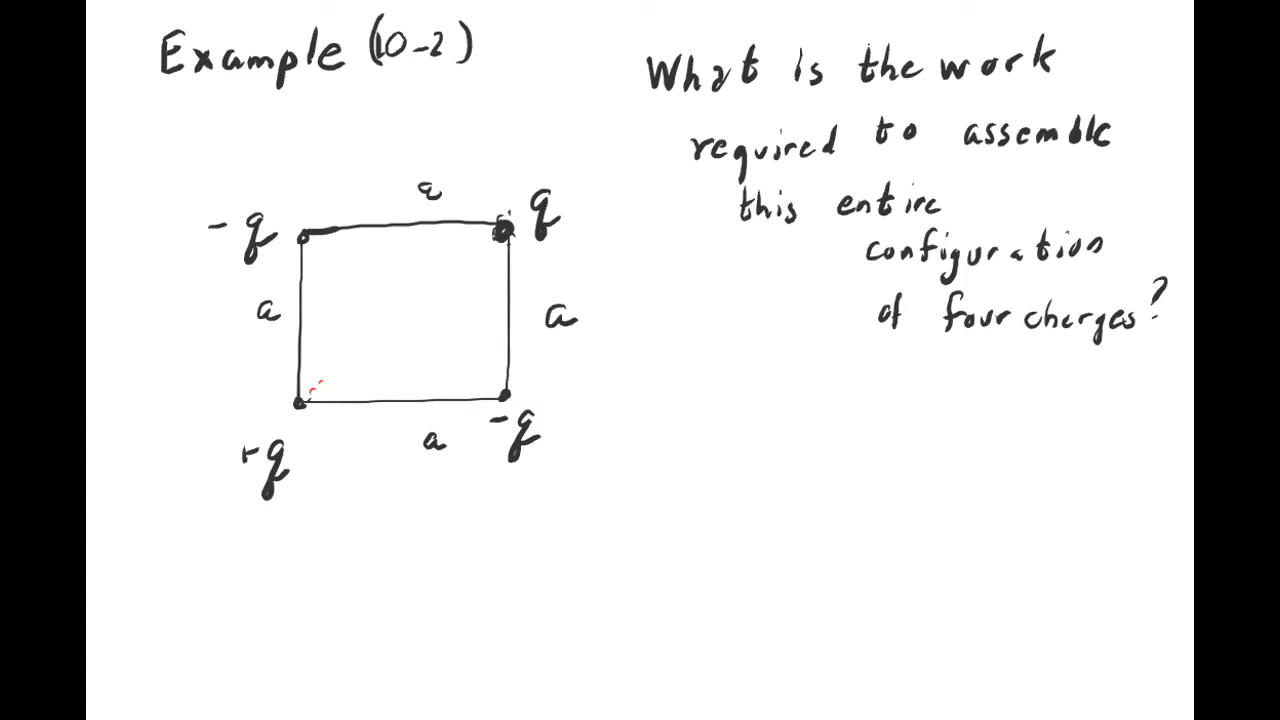 Example (10-2)
What is the work
required to assemble
this entire
configuration
of four charges?
a
-q
q
a
a
+q
a
-q